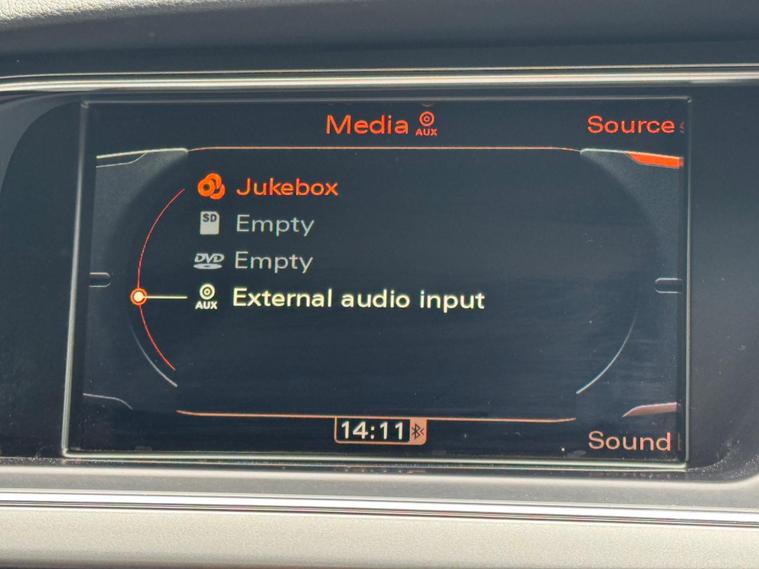 Media AUX
Source
Jukebox
SD Empty
DVD Empty
AUX External audio input
14:11
Sound